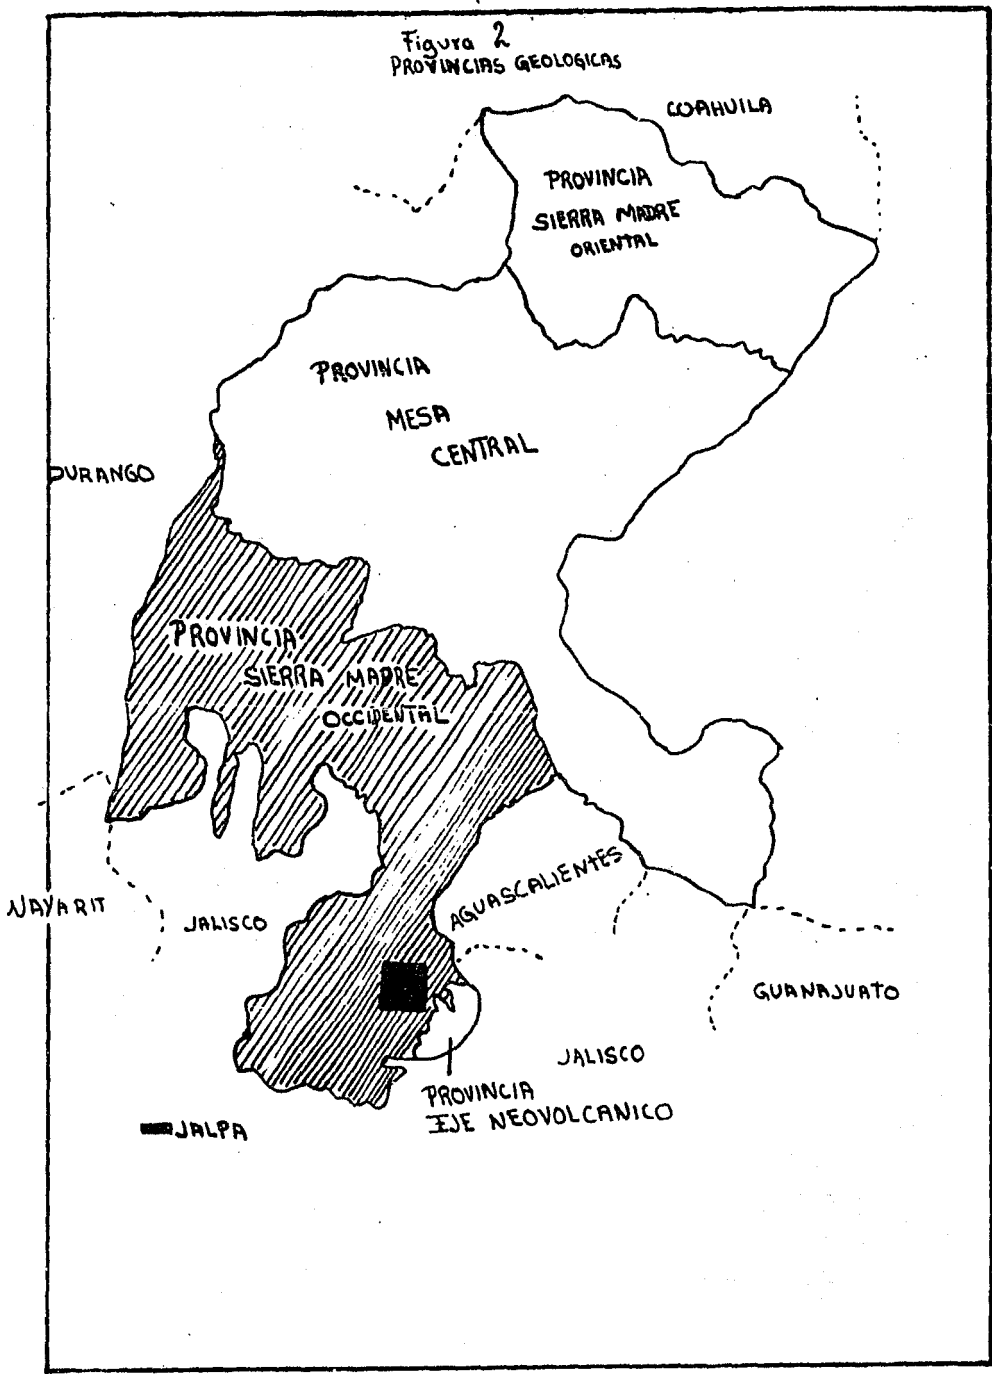 Figura 2
PROVINCIAS GEOLOGICAS
COAHUILA
PROVINCIA
SIERRA MADRE
ORIENTAL
PROVINCIA
MESA
CENTRAL
DURANGO
PROVINCIA
SIERRA MADRE
OCCIDENTAL
AGUASCALIENTES
NAYARIT
JALISCO
GUANAJUATO
JALISCO
PROVINCIA
EJE NEOVOLCANICO
JALPA